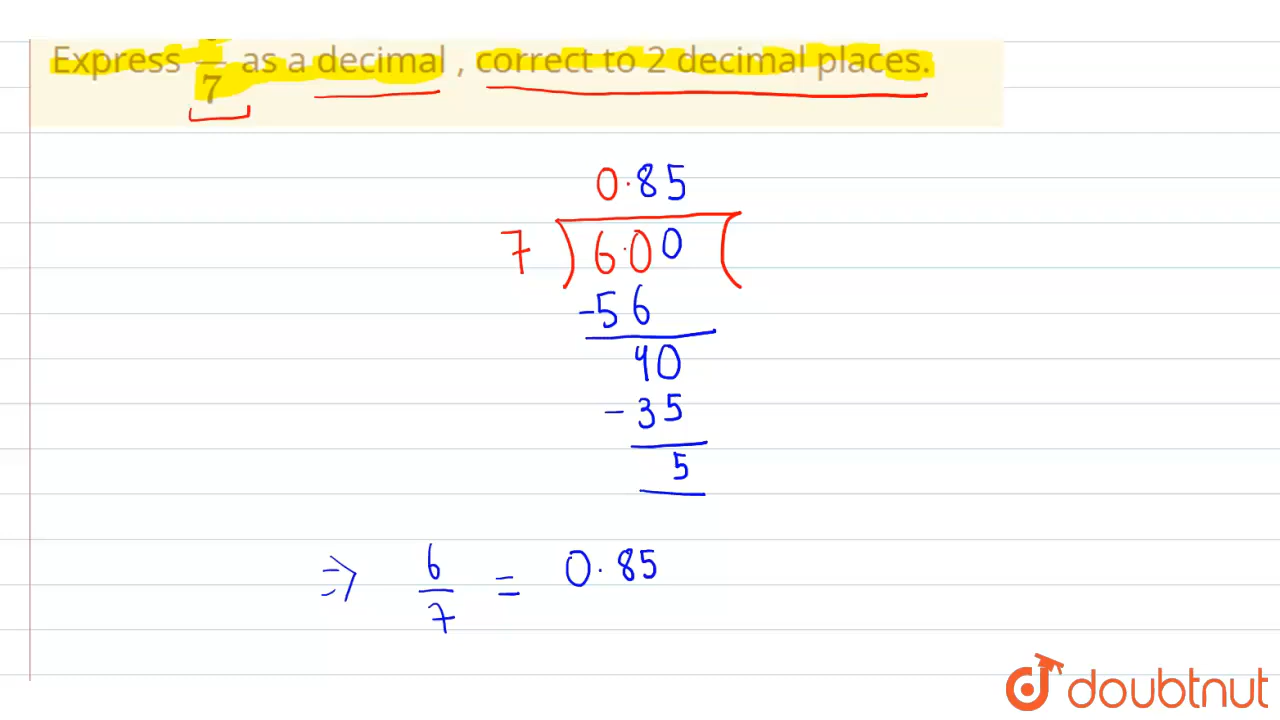 Express /7 as a decimal , correct to 2 decimal places.
0.85
7 ) 6.00 (
-56
40
- 35
5
⇒ 6/7 = 0.85
doubtnut